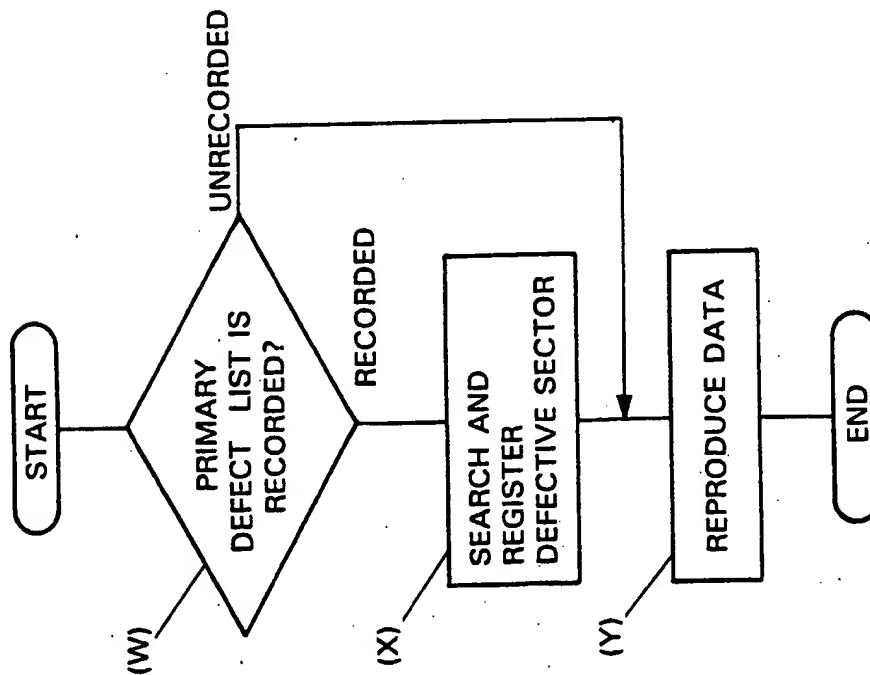 START
(W)
PRIMARY
DEFECT LIST IS
RECORDED?
UNRECORDED
RECORDED
(X)
SEARCH AND
REGISTER
DEFECTIVE SECTOR
(Y)
REPRODUCE DATA
END